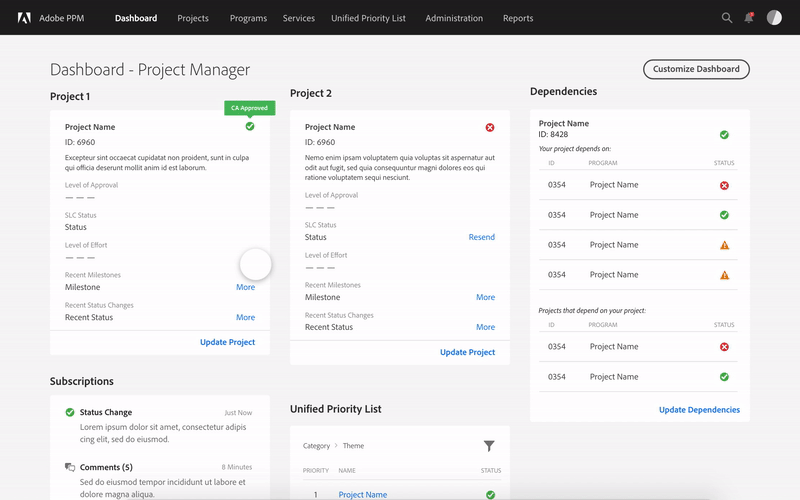 Adobe PPM
Dashboard
Projects
Programs
Services
Unified Priority List
Administration
Reports
Dashboard - Project Manager
Customize Dashboard
Project 1
CA Approved
Project Name
ID: 6960
Excepteur sint occaecat cupidatat non proident, sunt in culpa
qui officia deserunt mollit anim id est laborum.
Level of Approval
— — —
SLC Status
Status
Level of Effort
— — —
Recent Milestones
Milestone
More
Recent Status Changes
Recent Status
More
Update Project
Subscriptions
Status Change
Just Now
Lorem ipsum dolor sit amet, consectetur adipis
cing elit, sed do eiusmod.
Comments (5)
8 Minutes
Sed do eiusmod tempor incididunt ut labore et
dolore magna aliqua.
Project 2
Project Name
ID: 6960
Nemo enim ipsam voluptatem quia voluptas sit aspernatur aut
odit aut fugit, sed quia consequuntur magni dolores eos qui
ratione voluptatem sequi nesciunt.
Level of Approval
— — —
SLC Status
Status
Resend
Level of Effort
— — —
Recent Milestones
Milestone
More
Recent Status Changes
Recent Status
More
Update Project
Unified Priority List
Category > Theme
PRIORITY NAME STATUS
1 Project Name
Dependencies
Project Name
ID: 8428
Your project depends on:
ID PROGRAM STATUS
0354 Project Name
0354 Project Name
0354 Project Name
0354 Project Name
Projects that depend on your project:
ID PROGRAM STATUS
0354 Project Name
0354 Project Name
Update Dependencies